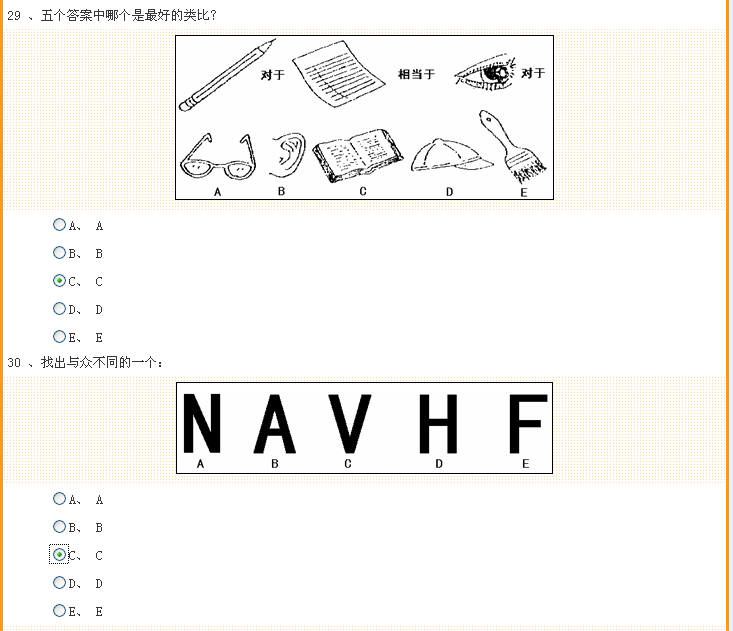 29 、五个答案中哪个是最好的类比？
对于 相当于 对于
A B C D E
A、 A
B、 B
C、 C
D、 D
E、 E
30 、找出与众不同的一个：
N A V H F
A B C D E
A、 A
B、 B
C、 C
D、 D
E、 E